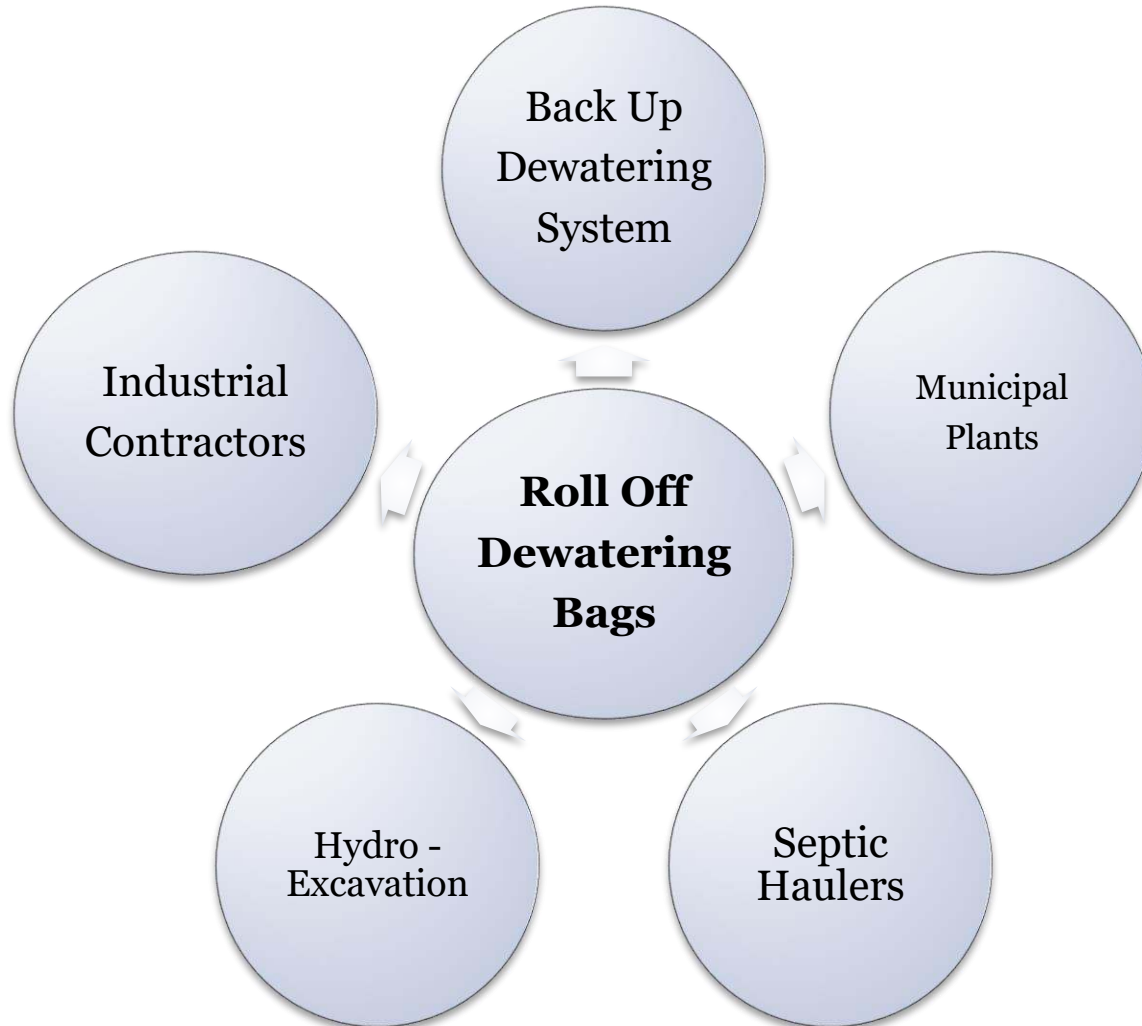 Back Up
Dewatering
System
Industrial
Contractors
Municipal
Plants
Roll Off
Dewatering
Bags
Hydro -
Excavation
Septic
Haulers